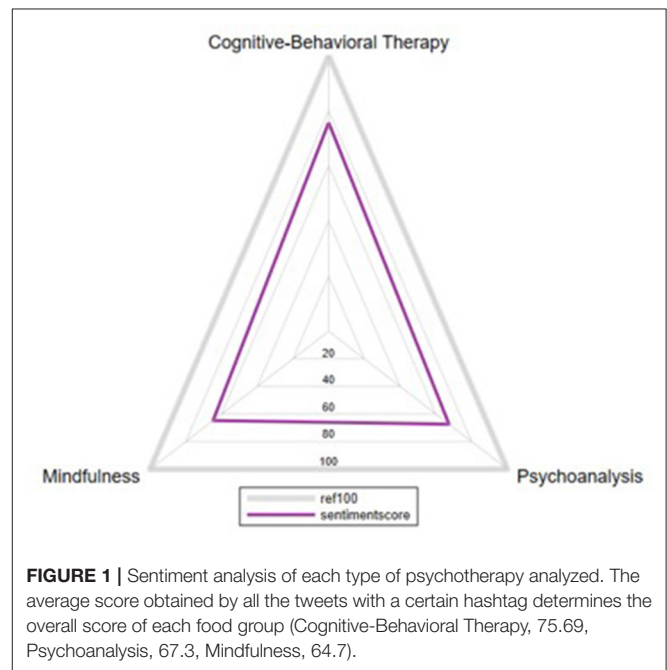 Cognitive-Behavioral Therapy
20
40
60
80
100
Mindfulness
Psychoanalysis
ref100
sentimentscore
FIGURE 1 | Sentiment analysis of each type of psychotherapy analyzed. The
average score obtained by all the tweets with a certain hashtag determines the
overall score of each food group (Cognitive-Behavioral Therapy, 75.69,
Psychoanalysis, 67.3, Mindfulness, 64.7).